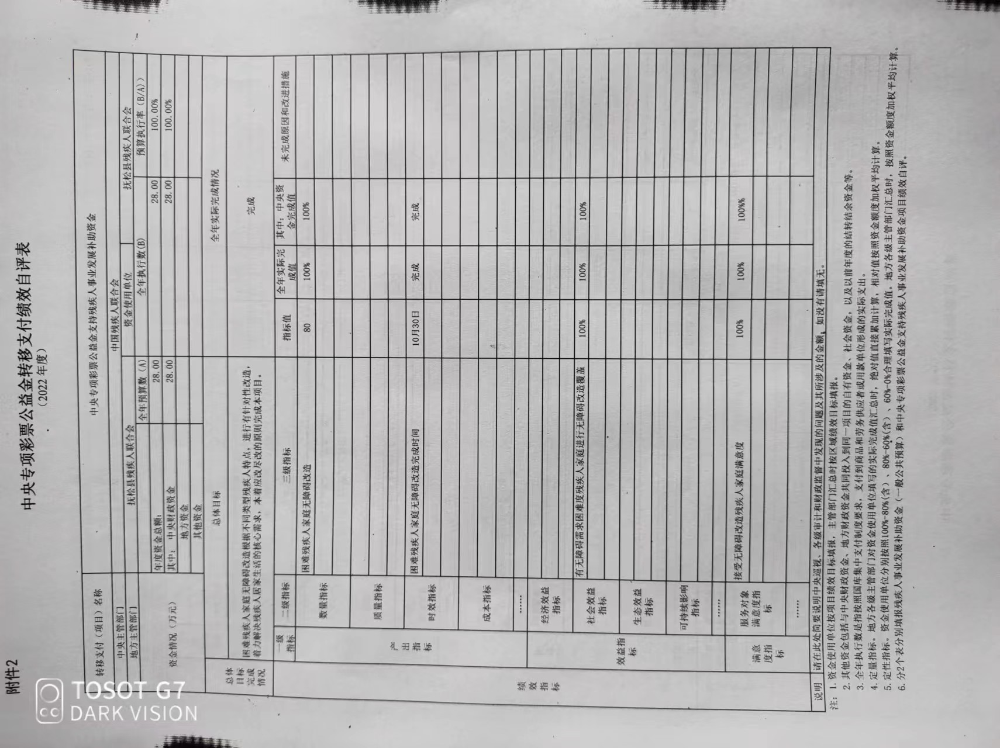 附件2
中央专项彩票公益金转移支付绩效自评表
（2022 年度）
转移支付（项目）名称 中央专项彩票公益金支持残疾人事业发展补助资金
中央主管部门 中国残疾人联合会
地方主管部门 抚松县残疾人联合会 资金使用单位 抚松县残疾人联合会
资金情况（万元） 全年预算数（A） 全年执行数(B) 预算执行率（B/A）
年度资金总额： 28.00 28.00 100.00%
其中：中央财政资金 28.00 28.00 100.00%
地方资金
其他资金
总体目标完成情况 总体目标 全年实际完成情况
困难残疾人家庭无障碍改造根据不同类型残疾人特点，进行有针对性改造，
着力解决残疾人居家生活的核心需求，本着应改尽改的原则完成本项目。 完成
绩效指标 一级指标 二级指标 三级指标 指标值 全年实际完成值 其中：中央资金完成值 未完成原因和改进措施
产出指标 数量指标 困难残疾人家庭无障碍改造 80 100% 100%
质量指标
时效指标 困难残疾人家庭无障碍改造完成时间 10月30日 完成 完成
成本指标
……
效益指标 经济效益指标
社会效益指标 有无障碍需求困难度残疾人家庭进行无障碍改造覆盖 100% 100% 100%
生态效益指标
可持续影响指标
……
满意度指标 服务对象满意度指标 接受无障碍改造残疾人家庭满意度 100% 100% 100%%
……
说明 请在此处简要说明中央巡视、各级审计和财政监督中发现的问题及其所涉及的金额，如没有请填无。
注：1.资金使用单位按项目绩效目标填报，主管部门汇总时按区域绩效目标填报。
2.其他资金包括与中央财政资金、地方财政资金共同投入到同一项目的自有资金、社会资金，以及以前年度的结转结余资金等。
3.全年执行数是指按照国库集中支付制度要求，支付到商品和劳务供应者或用款单位形成的实际支出。
4.定量指标。地方各级主管部门对资金使用单位填写的实际完成值汇总时，绝对值直接累加计算，相对值按照资金额度加权平均计算。
5.定性指标。资金使用单位分别按照100%-80%(含)、80%-60%(含)、60%-0%合理填写实际完成值。地方各级主管部门汇总时，按照资金额度加权平均计算。
6.分2个表分别填报残疾人事业发展补助资金（一般公共预算）和中央专项彩票公益金支持残疾人事业发展补助资金项目绩效自评。
TOSOT G7
DARK VISION